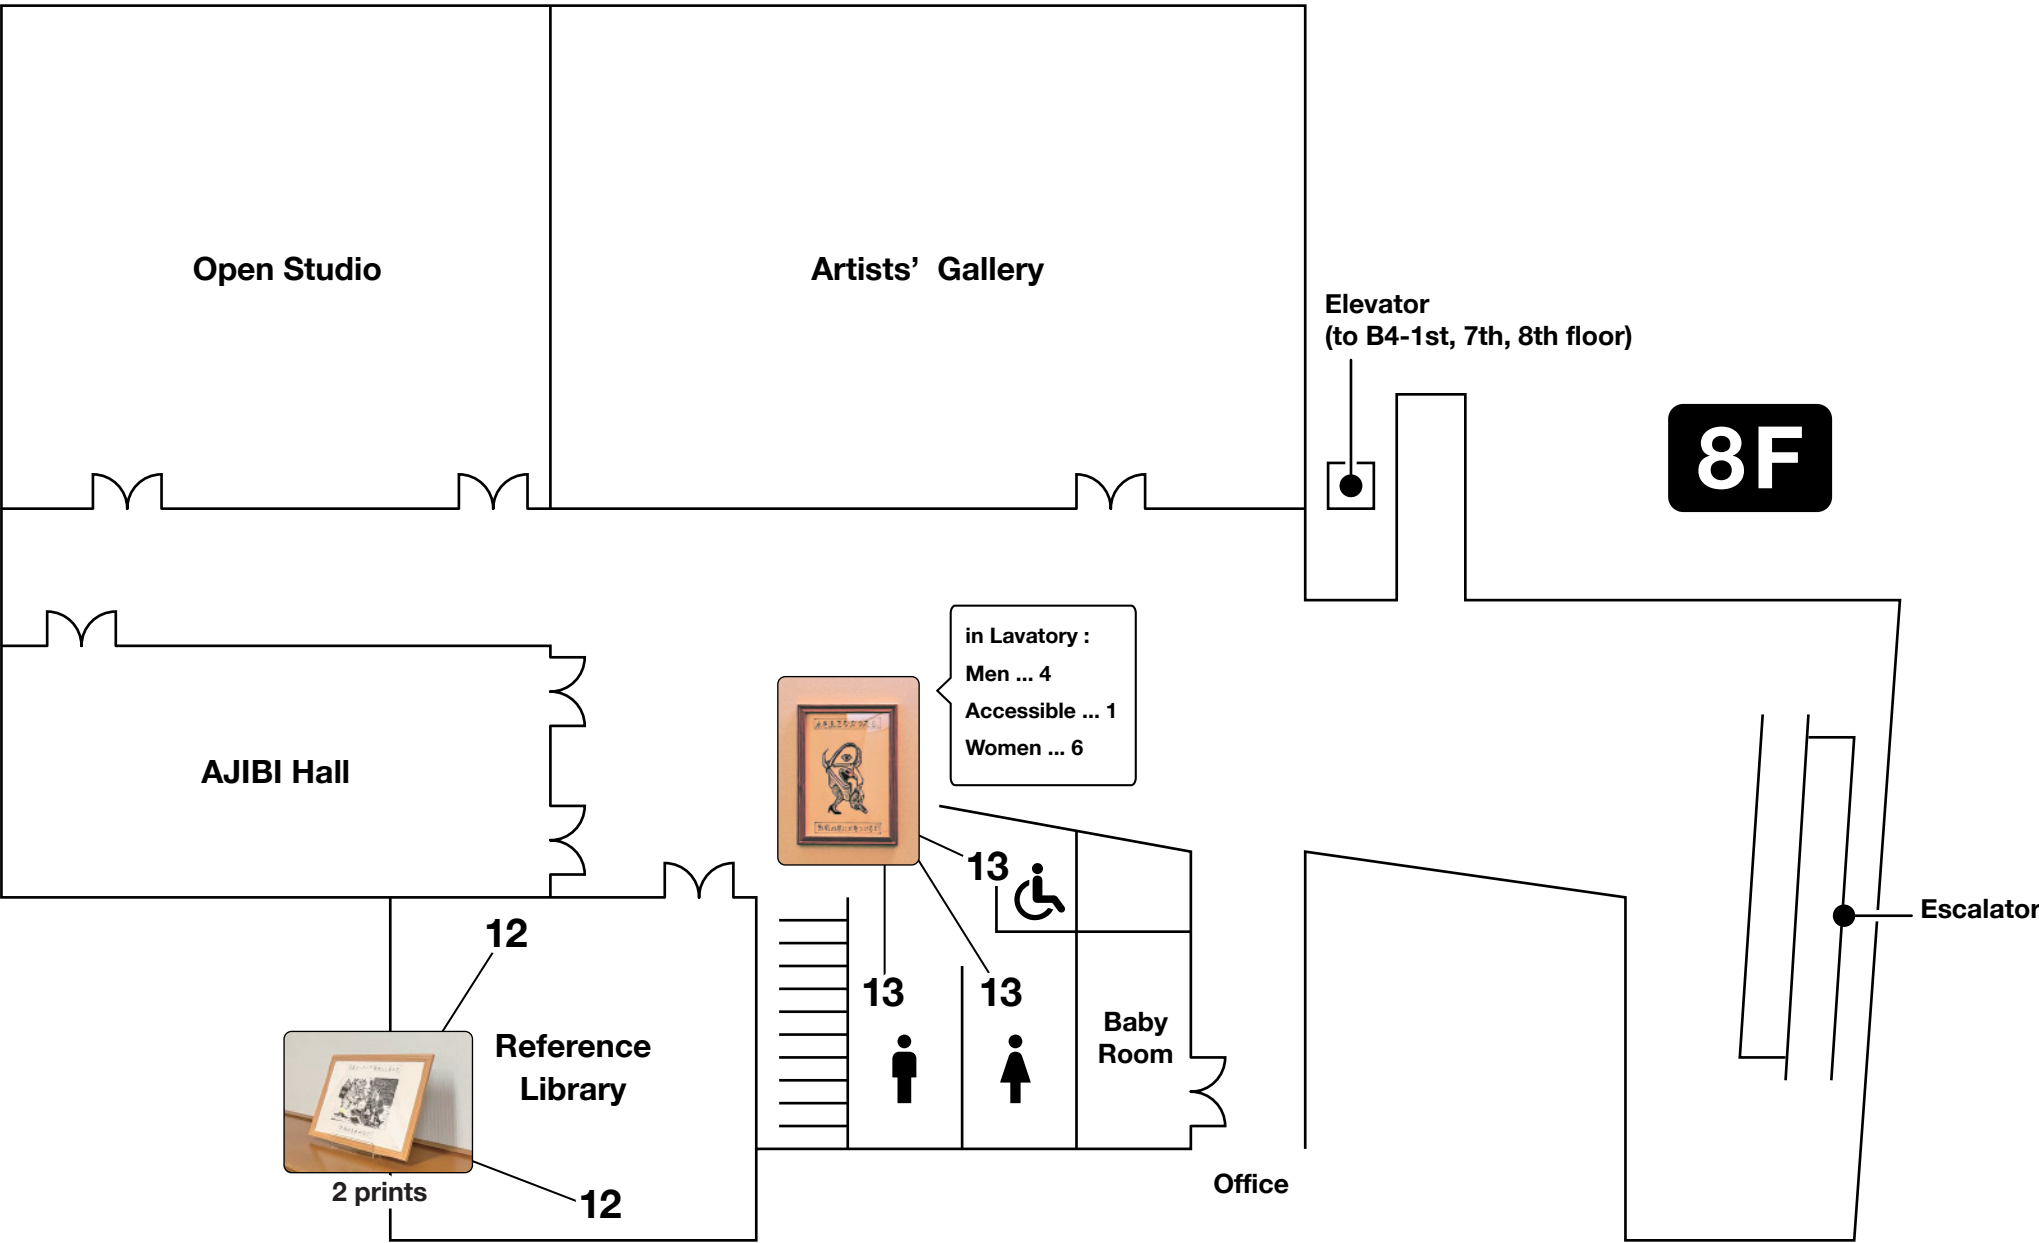 Open Studio
Artists’ Gallery
Elevator
(to B4-1st, 7th, 8th floor)
8F
in Lavatory :
Men ... 4
Accessible ... 1
Women ... 6
AJIBI Hall
13
12
13
13
Reference
Library
Baby
Room
Escalator
2 prints
12
Office